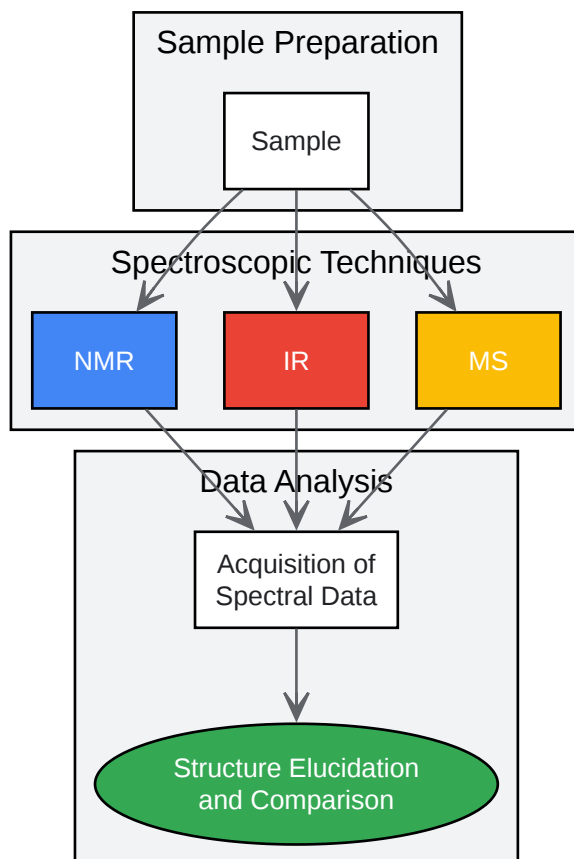 Sample Preparation
Sample
Spectroscopic Techniques
NMR
IR
MS
Data Analysis
Acquisition of
Spectral Data
Structure Elucidation
and Comparison